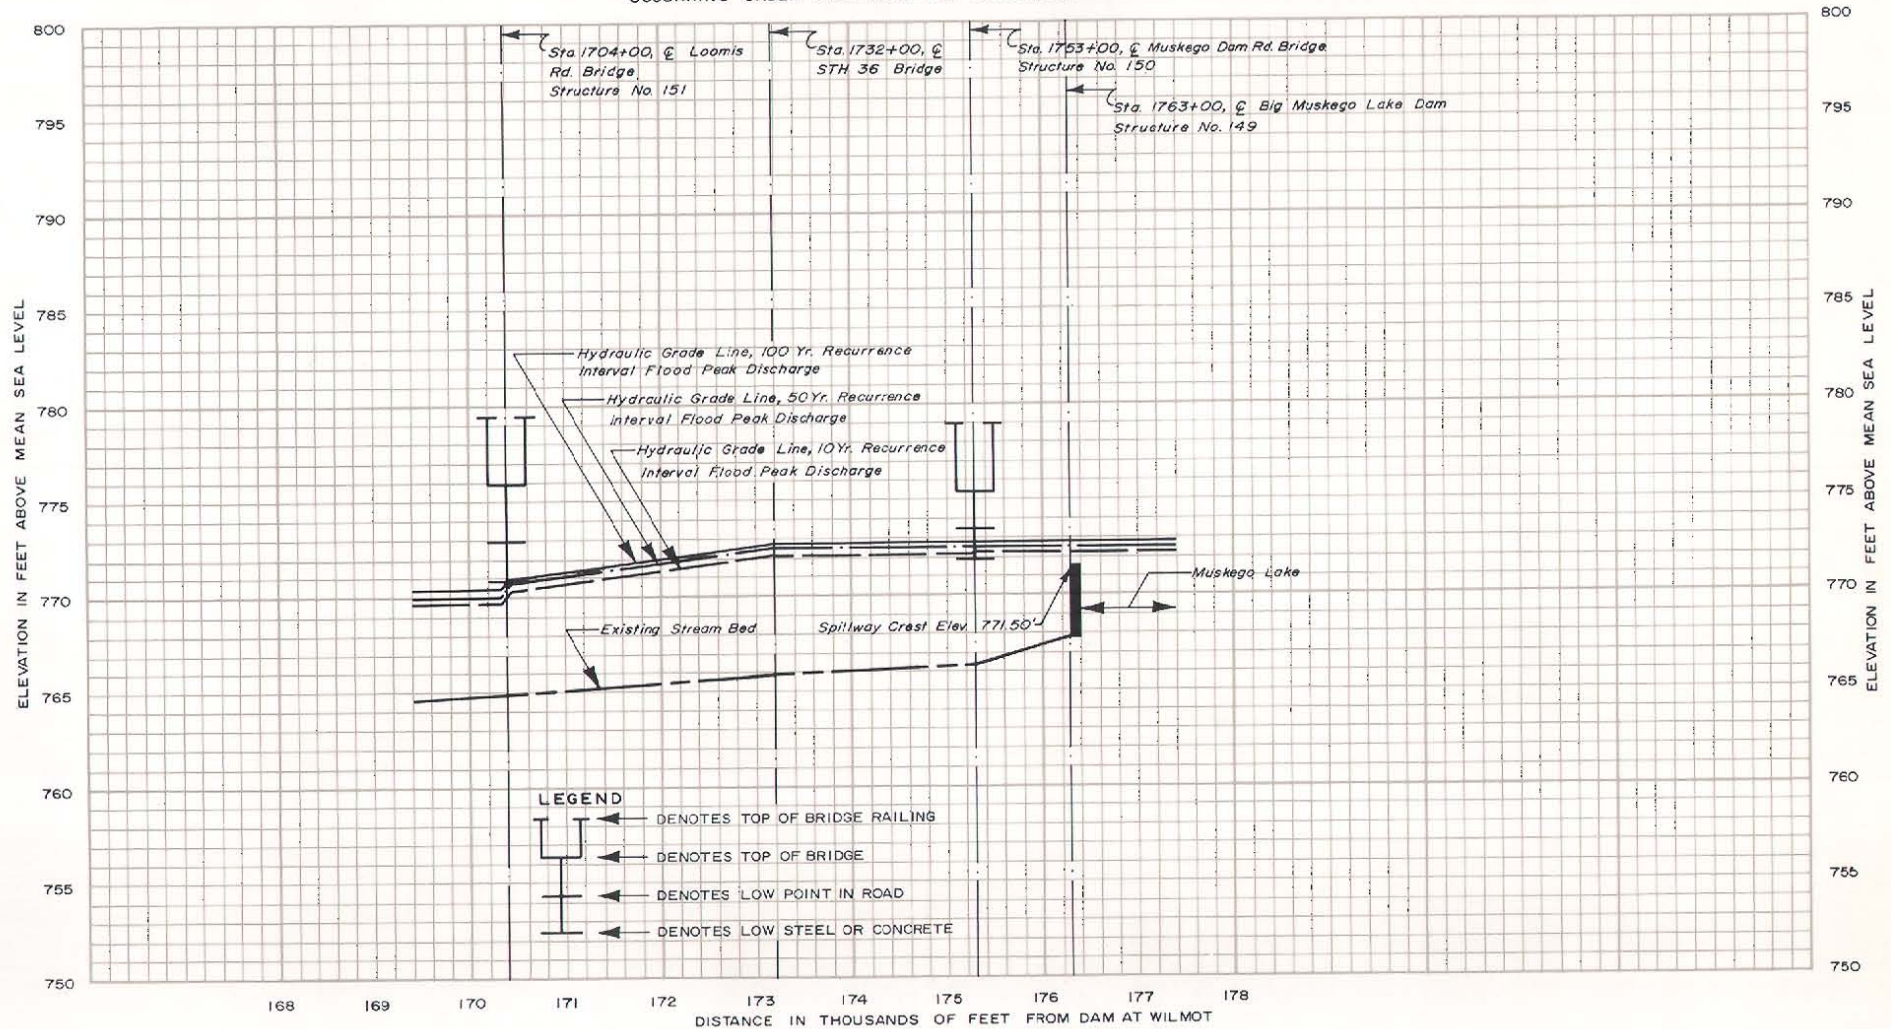 800
800
Sta. 1704+00, ℄ Loomis
Rd. Bridge
Structure No. 151
Sta. 1732+00, ℄
STH 36 Bridge
Sta. 1753+00, ℄ Muskego Dam Rd. Bridge
Structure No. 150
Sta. 1763+00, ℄ Big Muskego Lake Dam
Structure No. 149
795
795
790
790
785
785
780
780
775
775
770
770
765
765
760
760
755
755
750
750
ELEVATION IN FEET ABOVE MEAN SEA LEVEL
ELEVATION IN FEET ABOVE MEAN SEA LEVEL
Hydraulic Grade Line, 100 Yr. Recurrence
Interval Flood Peak Discharge
Hydraulic Grade Line, 50 Yr. Recurrence
Interval Flood Peak Discharge
Hydraulic Grade Line, 10 Yr. Recurrence
Interval Flood Peak Discharge
Muskego Lake
Existing Stream Bed
Spillway Crest Elev. 771.50'
LEGEND
DENOTES TOP OF BRIDGE RAILING
DENOTES TOP OF BRIDGE
DENOTES LOW POINT IN ROAD
DENOTES LOW STEEL OR CONCRETE
168 169 170 171 172 173 174 175 176 177 178
DISTANCE IN THOUSANDS OF FEET FROM DAM AT WILMOT